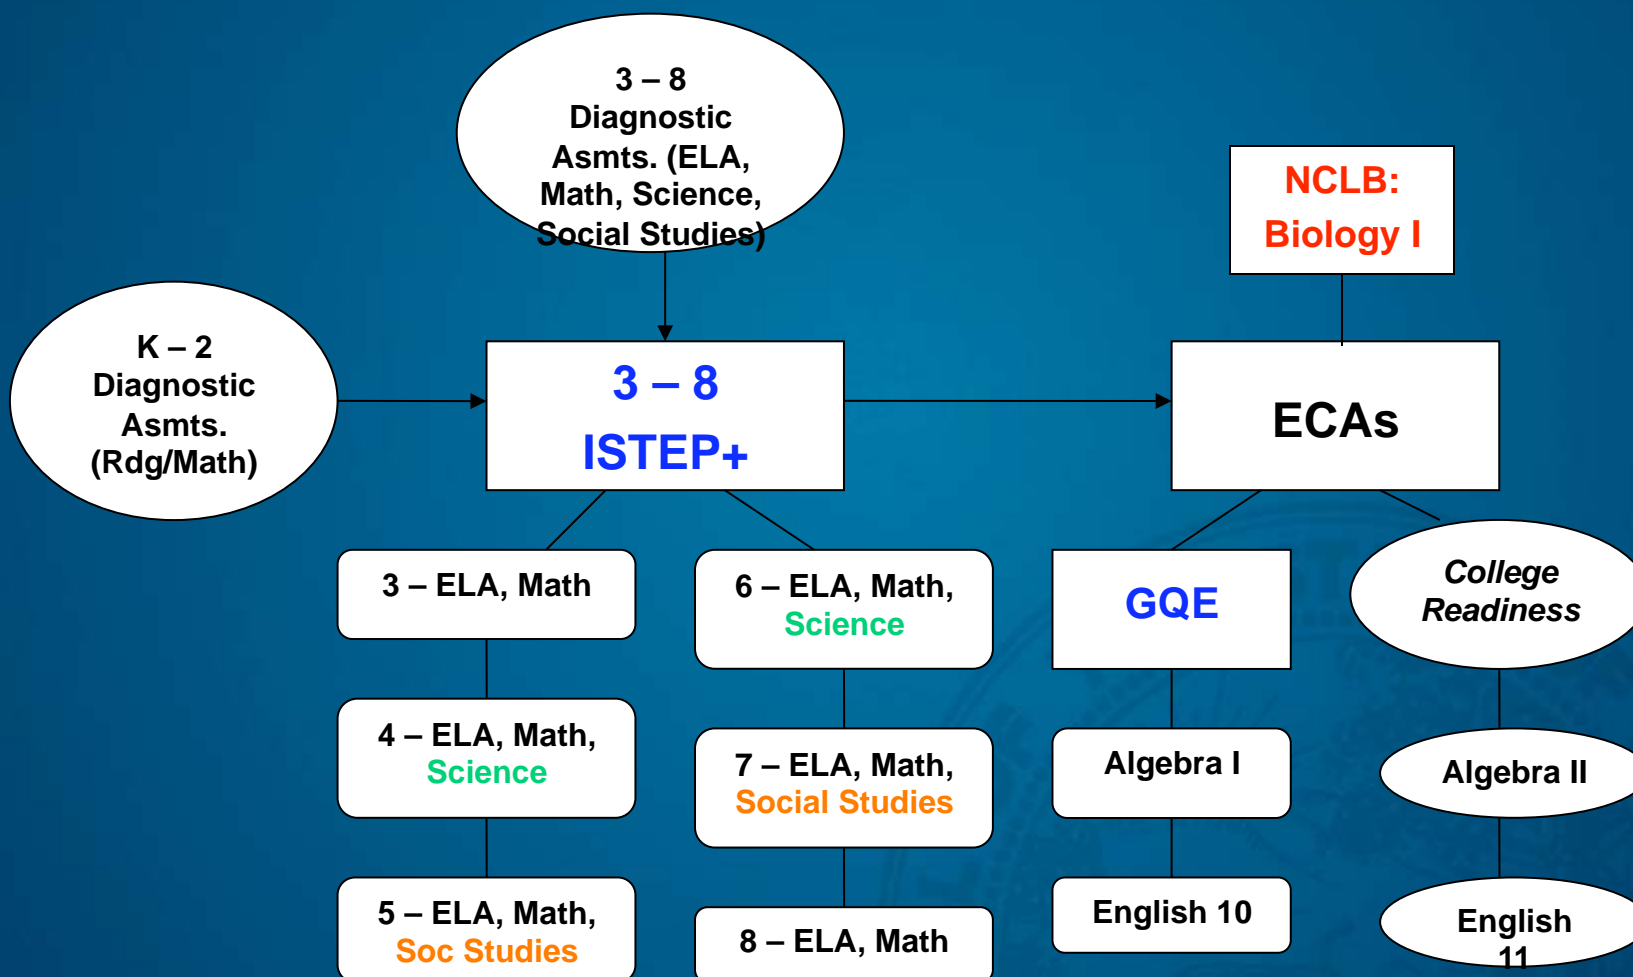 3 – 8
Diagnostic
Asmts. (ELA,
Math, Science,
Social Studies)
NCLB:
Biology I
K – 2
Diagnostic
Asmts.
(Rdg/Math)
3 – 8
ISTEP+
ECAs
3 – ELA, Math
4 – ELA, Math,
Science
5 – ELA, Math,
Soc Studies
6 – ELA, Math,
Science
7 – ELA, Math,
Social Studies
8 – ELA, Math
GQE
Algebra I
English 10
College
Readiness
Algebra II
English
11